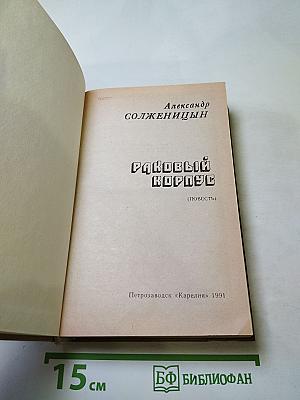 Александр
СОЛЖЕНИЦЫН
РАКОВЫЙ
КОРПУС
(ПОВЕСТЬ)
Петрозаводск «Карелия» 1991
15 см
БФ БИБЛИОФАН